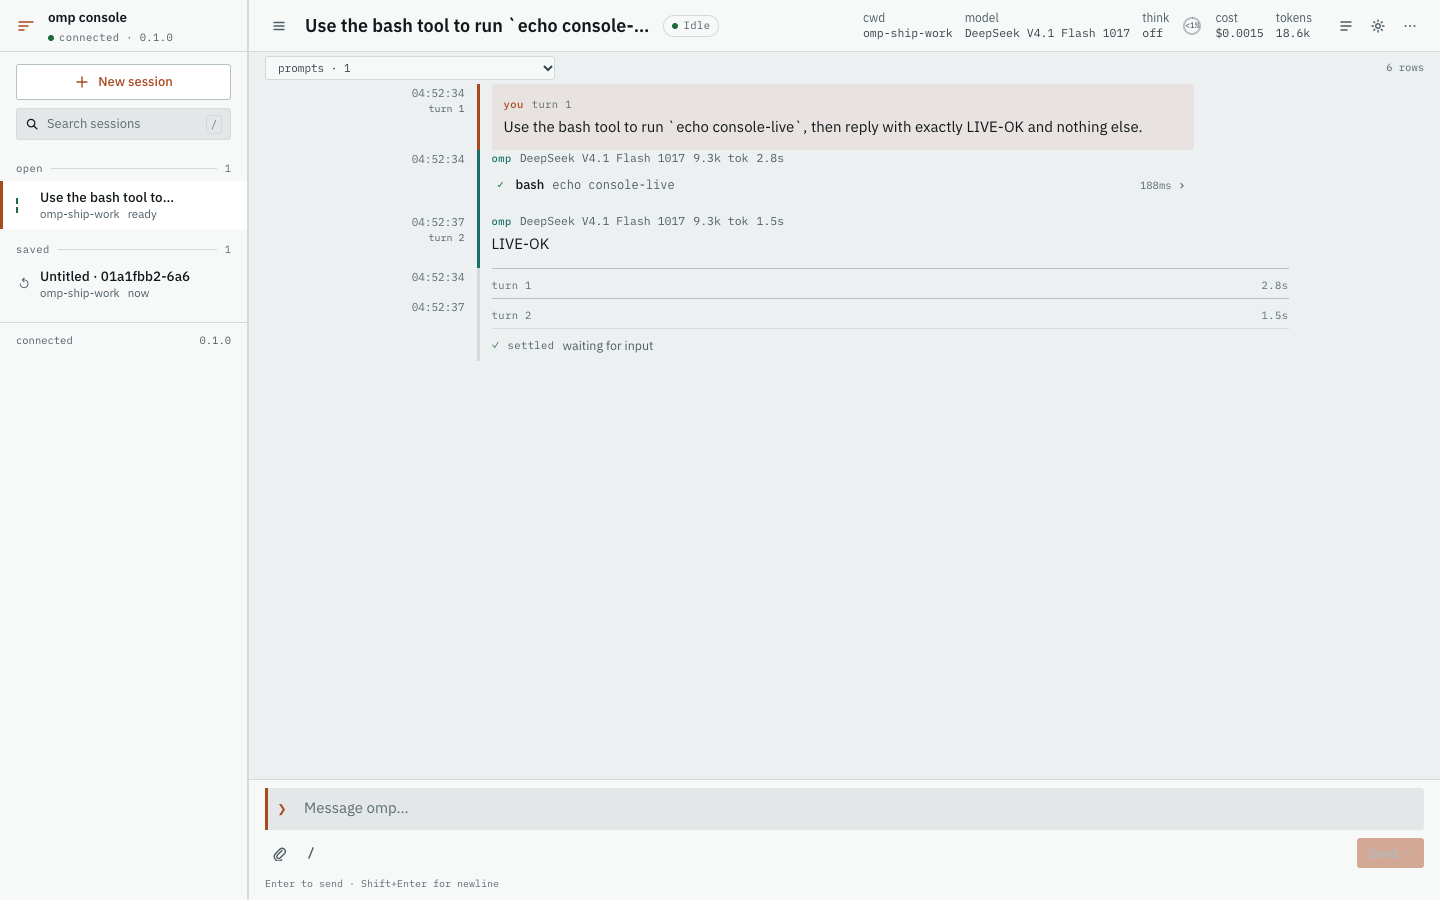 omp console
connected · 0.1.0
New session
Search sessions /
open 1
Use the bash tool to...
omp-ship-work ready
saved 1
Untitled · 01a1fbb2-6a6
omp-ship-work now
connected 0.1.0
Use the bash tool to run `echo console-...
Idle
cwd
omp-ship-work
model
DeepSeek V4.1 Flash 1017
think
off
<1%
cost
$0.0015
tokens
18.6k
prompts · 1
6 rows
04:52:34
turn 1
you turn 1
Use the bash tool to run `echo console-live`, then reply with exactly LIVE-OK and nothing else.
04:52:34
omp DeepSeek V4.1 Flash 1017 9.3k tok 2.8s
✓ bash echo console-live 188ms ›
04:52:37
turn 2
omp DeepSeek V4.1 Flash 1017 9.3k tok 1.5s
LIVE-OK
04:52:34
turn 1 2.8s
04:52:37
turn 2 1.5s
✓ settled waiting for input
❯ Message omp...
/
Send
Enter to send · Shift+Enter for newline